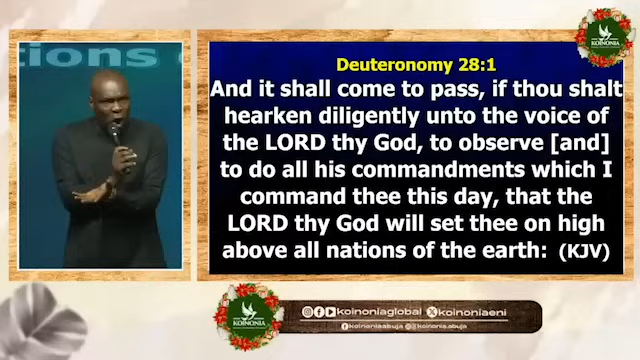 tions
Deuteronomy 28:1
And it shall come to pass, if thou shalt
hearken diligently unto the voice of
the LORD thy God, to observe [and]
to do all his commandments which I
command thee this day, that the
LORD thy God will set thee on high
above all nations of the earth: (KJV)
KOINONIA
KOINONIA
koinoniaglobal koinoniaeni
koinoniaabuja koinonia.abuja